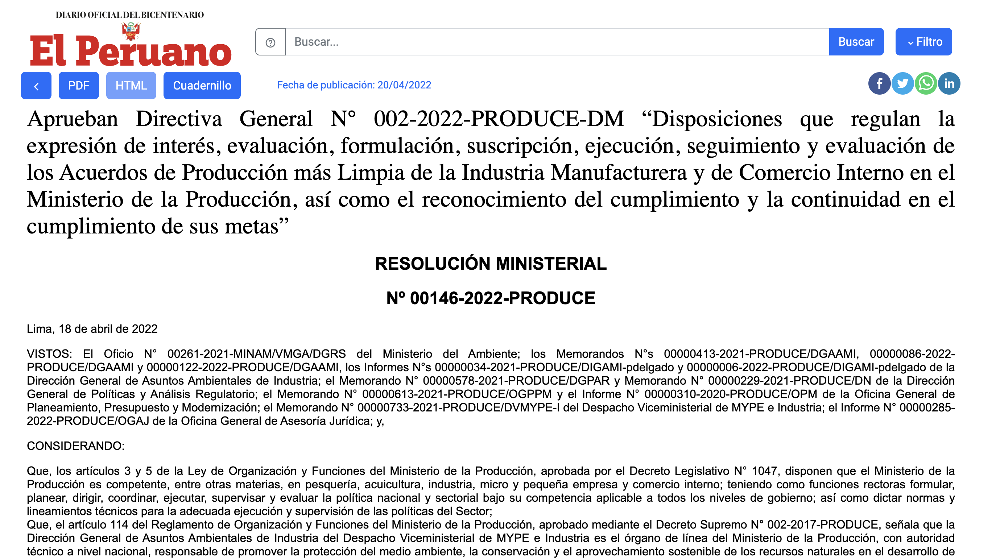 DIARIO OFICIAL DEL BICENTENARIO
El Peruano
Buscar...
Buscar
Filtro
PDF
HTML
Cuadernillo
Fecha de publicación: 20/04/2022
Aprueban Directiva General N° 002-2022-PRODUCE-DM “Disposiciones que regulan la
expresión de interés, evaluación, formulación, suscripción, ejecución, seguimiento y evaluación de
los Acuerdos de Producción más Limpia de la Industria Manufacturera y de Comercio Interno en el
Ministerio de la Producción, así como el reconocimiento del cumplimiento y la continuidad en el
cumplimiento de sus metas”
RESOLUCIÓN MINISTERIAL
Nº 00146-2022-PRODUCE
Lima, 18 de abril de 2022
VISTOS: El Oficio N° 00261-2021-MINAM/VMGA/DGRS del Ministerio del Ambiente; los Memorandos N°s 00000413-2021-PRODUCE/DGAAMI, 00000086-2022-
PRODUCE/DGAAMI y 00000122-2022-PRODUCE/DGAAMI, los Informes N°s 00000034-2021-PRODUCE/DIGAMI-pdelgado y 00000006-2022-PRODUCE/DIGAMI-pdelgado de la
Dirección General de Asuntos Ambientales de Industria; el Memorando N° 00000578-2021-PRODUCE/DGPAR y Memorando N° 00000229-2021-PRODUCE/DN de la Dirección
General de Políticas y Análisis Regulatorio; el Memorando N° 00000613-2021-PRODUCE/OGPPM y el Informe N° 00000310-2020-PRODUCE/OPM de la Oficina General de
Planeamiento, Presupuesto y Modernización; el Memorando N° 00000733-2021-PRODUCE/DVMYPE-I del Despacho Viceministerial de MYPE e Industria; el Informe N° 00000285-
2022-PRODUCE/OGAJ de la Oficina General de Asesoría Jurídica; y,
CONSIDERANDO:
Que, los artículos 3 y 5 de la Ley de Organización y Funciones del Ministerio de la Producción, aprobada por el Decreto Legislativo N° 1047, disponen que el Ministerio de la
Producción es competente, entre otras materias, en pesquería, acuicultura, industria, micro y pequeña empresa y comercio interno; teniendo como funciones rectoras formular,
planear, dirigir, coordinar, ejecutar, supervisar y evaluar la política nacional y sectorial bajo su competencia aplicable a todos los niveles de gobierno; así como dictar normas y
lineamientos técnicos para la adecuada ejecución y supervisión de las políticas del Sector;
Que, el artículo 114 del Reglamento de Organización y Funciones del Ministerio de la Producción, aprobado mediante el Decreto Supremo N° 002-2017-PRODUCE, señala que la
Dirección General de Asuntos Ambientales de Industria del Despacho Viceministerial de MYPE e Industria es el órgano de línea del Ministerio de la Producción, con autoridad
técnico a nivel nacional, responsable de promover la protección del medio ambiente, la conservación y el aprovechamiento sostenible de los recursos naturales en el desarrollo de